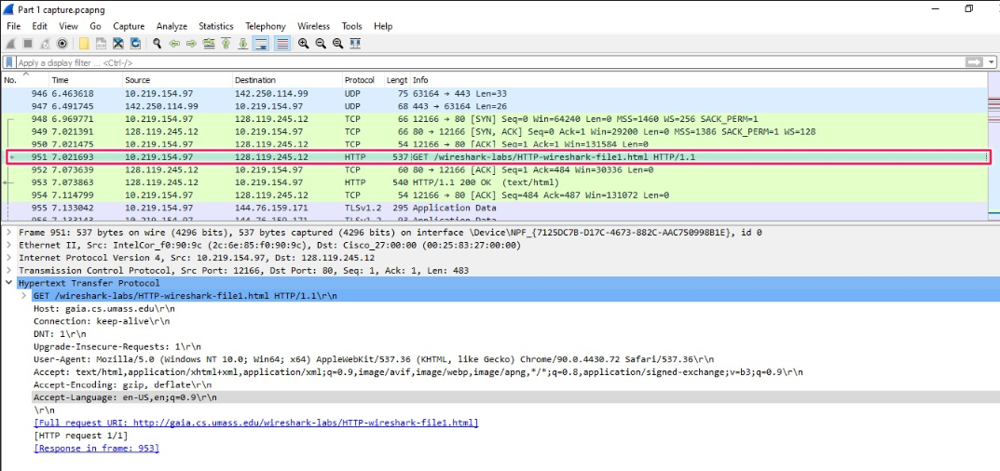 Part 1 capture.pcapng
File Edit View Go Capture Analyze Statistics Telephony Wireless Tools Help
Apply a display filter ... <Ctrl-/>
No. Time Source Destination Protocol Lengt Info
946 6.463618 10.219.154.97 142.250.114.99 UDP 75 63164 → 443 Len=33
947 6.491745 142.250.114.99 10.219.154.97 UDP 68 443 → 63164 Len=26
948 6.969771 10.219.154.97 128.119.245.12 TCP 66 12166 → 80 [SYN] Seq=0 Win=64240 Len=0 MSS=1460 WS=256 SACK_PERM=1
949 7.021391 128.119.245.12 10.219.154.97 TCP 66 80 → 12166 [SYN, ACK] Seq=0 Ack=1 Win=29200 Len=0 MSS=1386 SACK_PERM=1 WS=128
950 7.021475 10.219.154.97 128.119.245.12 TCP 54 12166 → 80 [ACK] Seq=1 Ack=1 Win=131584 Len=0
951 7.021693 10.219.154.97 128.119.245.12 HTTP 537 GET /wireshark-labs/HTTP-wireshark-file1.html HTTP/1.1
952 7.073639 128.119.245.12 10.219.154.97 TCP 60 80 → 12166 [ACK] Seq=1 Ack=484 Win=30336 Len=0
953 7.073863 128.119.245.12 10.219.154.97 HTTP 540 HTTP/1.1 200 OK (text/html)
954 7.114799 10.219.154.97 128.119.245.12 TCP 54 12166 → 80 [ACK] Seq=484 Ack=487 Win=131072 Len=0
955 7.133042 10.219.154.97 144.76.159.171 TLSv1.2 295 Application Data
956 7.133143 10.219.154.97 144.76.159.171 TLSv1.2 93 Application Data
Frame 951: 537 bytes on wire (4296 bits), 537 bytes captured (4296 bits) on interface \Device\NPF_{7125DC7B-D17C-4673-882C-AAC750998B1E}, id 0
Ethernet II, Src: IntelCor_f0:90:9c (2c:6e:85:f0:90:9c), Dst: Cisco_27:00:00 (00:25:83:27:00:00)
Internet Protocol Version 4, Src: 10.219.154.97, Dst: 128.119.245.12
Transmission Control Protocol, Src Port: 12166, Dst Port: 80, Seq: 1, Ack: 1, Len: 483
Hypertext Transfer Protocol
GET /wireshark-labs/HTTP-wireshark-file1.html HTTP/1.1\r\n
Host: gaia.cs.umass.edu\r\n
Connection: keep-alive\r\n
DNT: 1\r\n
Upgrade-Insecure-Requests: 1\r\n
User-Agent: Mozilla/5.0 (Windows NT 10.0; Win64; x64) AppleWebKit/537.36 (KHTML, like Gecko) Chrome/90.0.4430.72 Safari/537.36\r\n
Accept: text/html,application/xhtml+xml,application/xml;q=0.9,image/avif,image/webp,image/apng,*/*;q=0.8,application/signed-exchange;v=b3;q=0.9\r\n
Accept-Encoding: gzip, deflate\r\n
Accept-Language: en-US,en;q=0.9\r\n
\r\n
[Full request URI: http://gaia.cs.umass.edu/wireshark-labs/HTTP-wireshark-file1.html]
[HTTP request 1/1]
[Response in frame: 953]